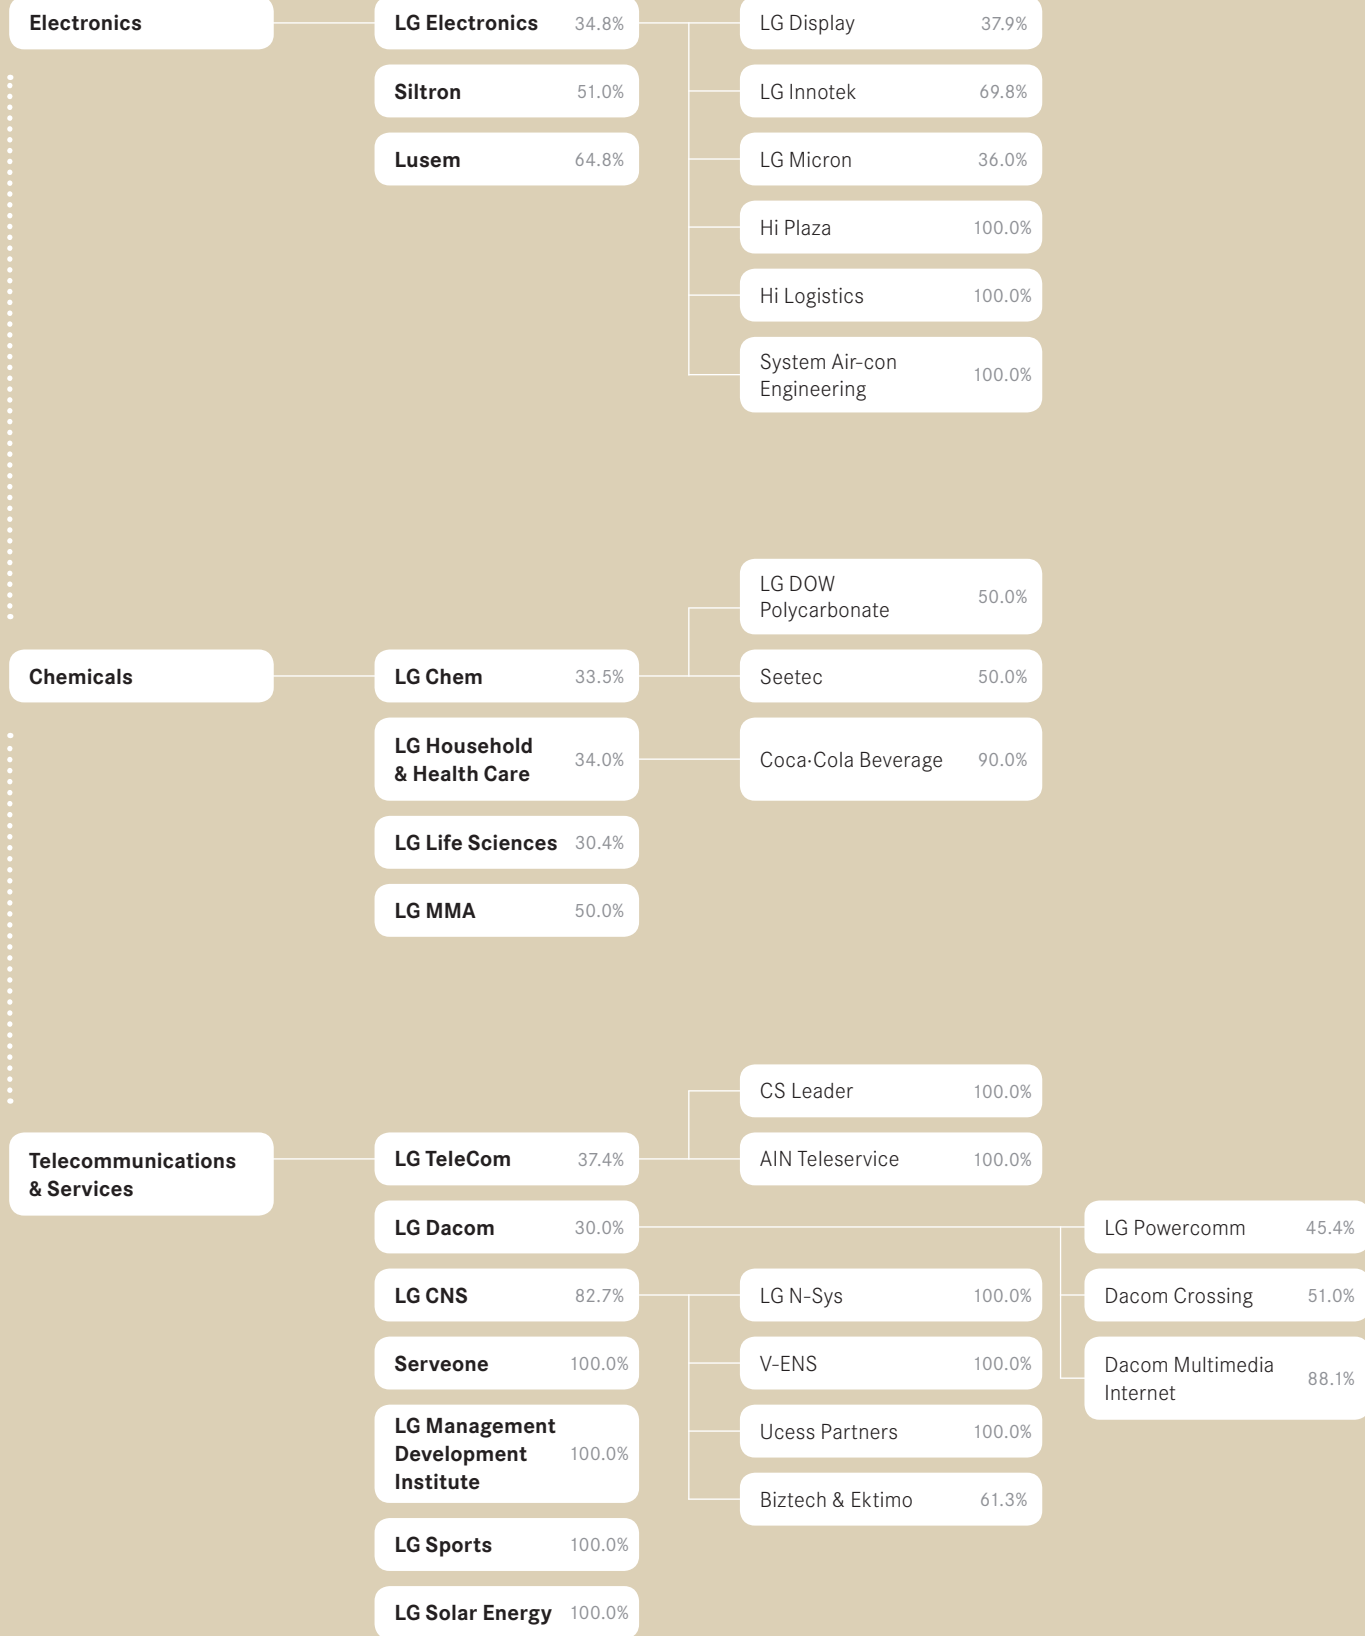 Electronics
LG Electronics 34.8%
LG Display 37.9%
Siltron 51.0%
LG Innotek 69.8%
Lusem 64.8%
LG Micron 36.0%
Hi Plaza 100.0%
Hi Logistics 100.0%
System Air-con
Engineering
100.0%
LG DOW
Polycarbonate
50.0%
Chemicals
LG Chem 33.5%
Seetec 50.0%
LG Household
& Health Care
34.0%
Coca·Cola Beverage 90.0%
LG Life Sciences 30.4%
LG MMA 50.0%
CS Leader 100.0%
Telecommunications
& Services
LG TeleCom 37.4%
AIN Teleservice 100.0%
LG Dacom 30.0%
LG Powercomm 45.4%
LG CNS 82.7%
LG N-Sys 100.0%
Dacom Crossing 51.0%
Serveone 100.0%
V-ENS 100.0%
Dacom Multimedia
Internet
88.1%
LG Management
Development
Institute
100.0%
Ucess Partners 100.0%
Biztech & Ektimo 61.3%
LG Sports 100.0%
LG Solar Energy 100.0%